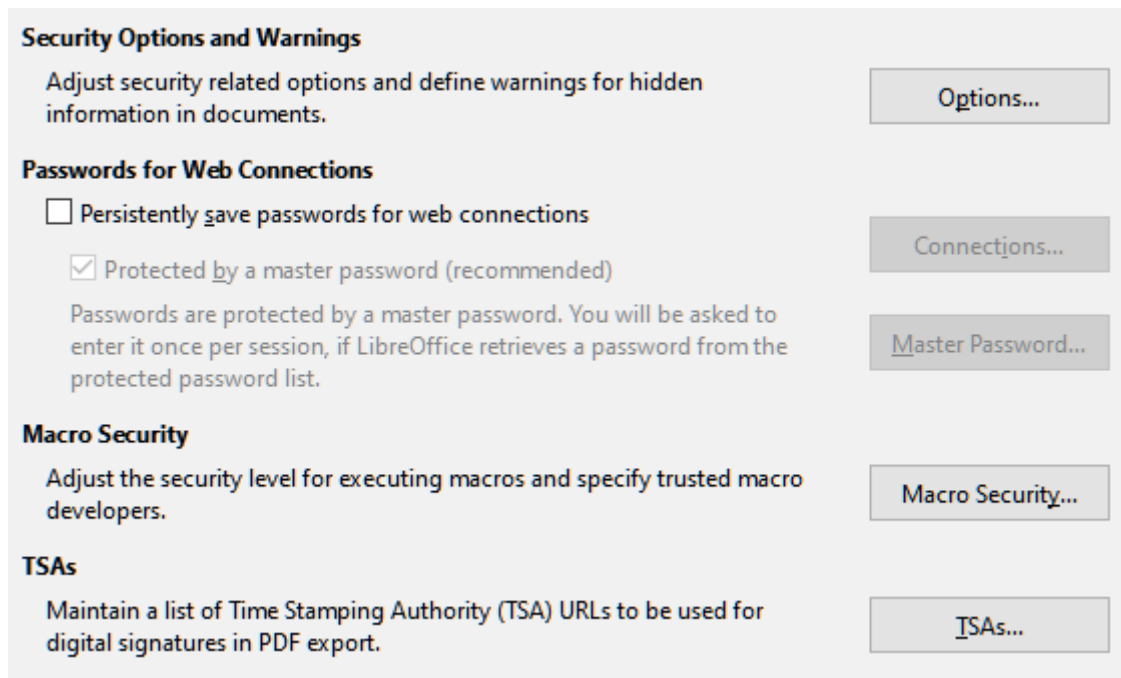 Security Options and Warnings
Adjust security related options and define warnings for hidden
information in documents.
Options...
Passwords for Web Connections
Persistently save passwords for web connections
Connections...
Protected by a master password (recommended)
Passwords are protected by a master password. You will be asked to
enter it once per session, if LibreOffice retrieves a password from the
protected password list.
Master Password...
Macro Security
Adjust the security level for executing macros and specify trusted macro
developers.
Macro Security...
TSAs
Maintain a list of Time Stamping Authority (TSA) URLs to be used for
digital signatures in PDF export.
TSAs...